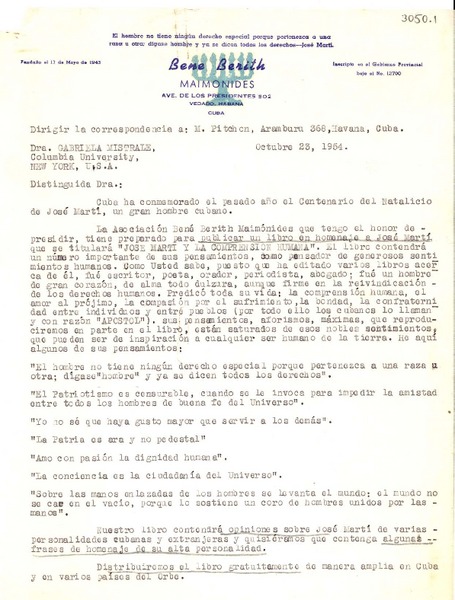 3050.1
El hombre no tiene ningún derecho especial porque pertenezca a una
raza u otra: dígase hombre y ya se dicen todos los derechos—José Martí.
Fundada el 17 de Mayo de 1943
Bene Berith
Inscripta en el Gobierno Provincial
bajo el No. 12700
MAIMONIDES
AVE. DE LOS PRESIDENTES 502
VEDADO, HABANA
CUBA
Dirigir la correspondencia a: M. Pitchon, Aramburu 368, Havana, Cuba.
Dra. GABRIELA MISTRALE, Octubre 23, 1954.
Columbia University,
NEW YORK, U,S.A.
Distinguida Dra.:
Cuba ha conmemorado el pasado año el Centenario del Natalicio
de José Martí, un gran hombre cubano.
La Asociación Bené Berith Maimónides que tengo el honor de -
presidir, tiene preparado para publicar un libro en homenaje a José Martí
que se titulará "JOSE MARTI Y LA COMPRENSION HUMANA". El libro contendrá
un número importante de sus pensamientos, como pensador de generosos senti
mientos humanos. Como Usted sabe, puesto que ha editado varios libros acer
ca de él, fué escritor, poeta, orador, periodista, abogado; fué un hombre
de gran corazón, de alma todo dulzura, aunque firme en la reivindicación -
de los derechos humanos. Predicó toda su vida: la comprensión humana, el
amor al prójimo, la compasión por el sufrimiento, la bondad, la confraterni
dad entre individuos y entre pueblos (por todo ello los cubanos lo llaman
y con razón "APOSTOL"). sus pensamientos, aforismos, máximas, que reprodu-
ciremos en parte en el libro, están saturados de esos nobles sentimientos,
que pueden ser de inspiración a cualquier ser humano de la tierra. He aquí
algunos de sus pensamientos:
"El hombre no tiene ningún derecho especial porque pertenezca a una raza u
otra; dígase"hombre" y ya se dicen todos los derechos".
"El Patriotismo es censurable, cuando se le invoca para impedir la amistad
entre todos los hombres de buena fe del Universo".
"Yo no sé que haya gusto mayor que servir a los demás".
"La Patria es ara y no pedestal"
"Amo con pasión la dignidad humana".
"La conciencia es la ciudadanía del Universo".
"Sobre las manos enlazadas de los hombres se levanta el mundo; el mundo no
se cae en el vacío, porque lo sostiene un coro de hombres unidos por las -
manos".
Nuestro libro contendrá opiniones sobre José Martí de varias -
personalidades cubanas y extranjeras y quisiéramos que contenga algunas --
frases de homenaje de su alta personalidad.
Distribuiremos el libro gratuitamente de manera amplia en Cuba
y en varios países del Orbe.